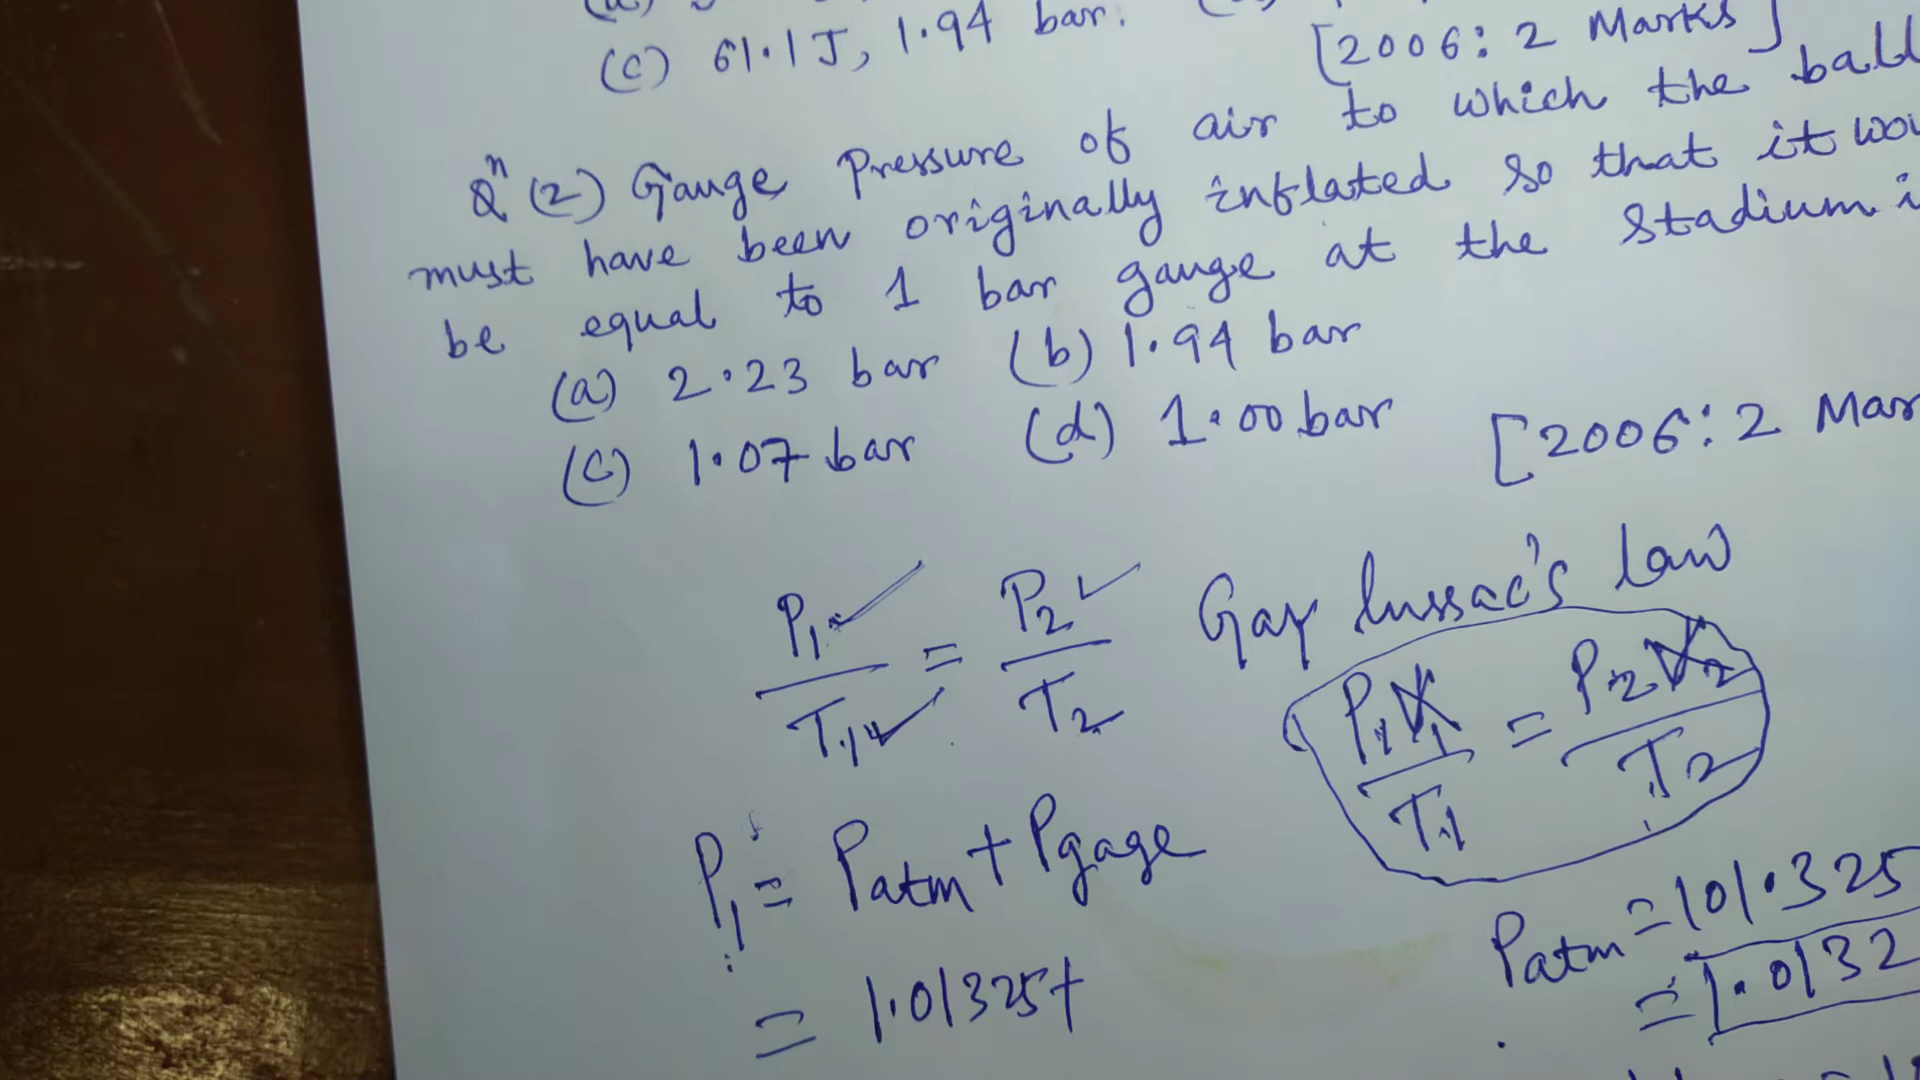 (c) 61.1 J, 1.94 bar.
[2006: 2 Marks]
Qⁿ (2) Gauge Pressure of air to which the ball
must have been originally inflated so that it wou
be equal to 1 bar gauge at the stadium i
(a) 2.23 bar (b) 1.94 bar
(c) 1.07 bar (d) 1.00 bar
[2006: 2 Mar
P₁/T₁ = P₂/T₂ Gay lussac's law
P₁V₁/T₁ = P₂V₂/T₂
P₁ = Patm + Pgage
Patm = 101.325
= 1.01325+
= 1.0132